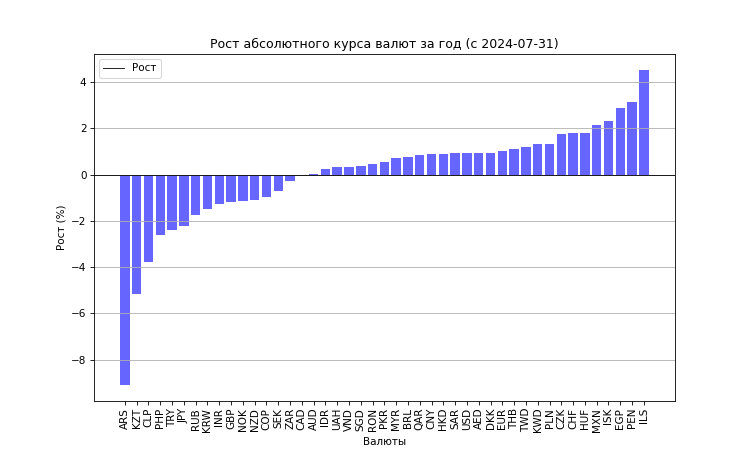 Рост абсолютного курса валют за год (с 2024-07-31)
Рост
Рост (%)
4
2
0
−2
−4
−6
−8
ARS KZT CLP PHP TRY JPY RUB KRW INR GBP NOK NZD COP SEK ZAR CAD AUD IDR UAH VND SGD RON PKR MYR BRL QAR CNY HKD SAR USD AED DKK EUR THB TWD KWD PLN CZK CHF HUF MXN ISK EGP PEN ILS
Валюты